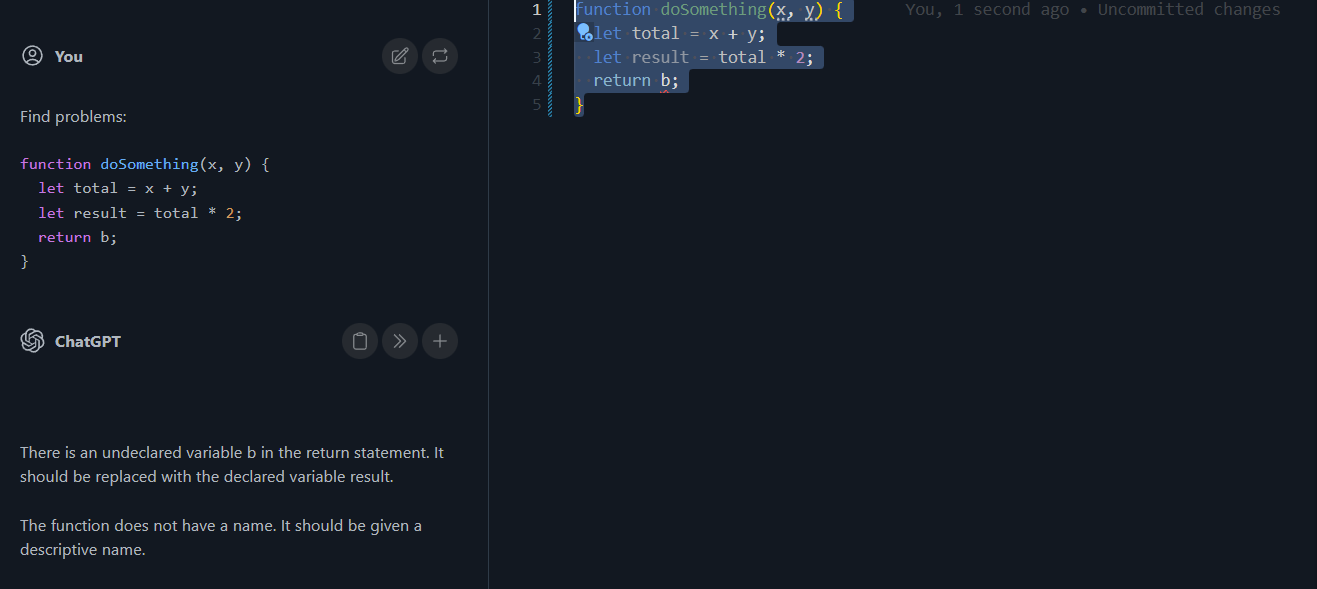 You
Find problems:
function doSomething(x, y) {
let total = x + y;
let result = total * 2;
return b;
}
ChatGPT
There is an undeclared variable b in the return statement. It
should be replaced with the declared variable result.
The function does not have a name. It should be given a
descriptive name.
1 function doSomething(x, y) { You, 1 second ago • Uncommitted changes
2 let total = x + y;
3 let result = total * 2;
4 return b;
5 }